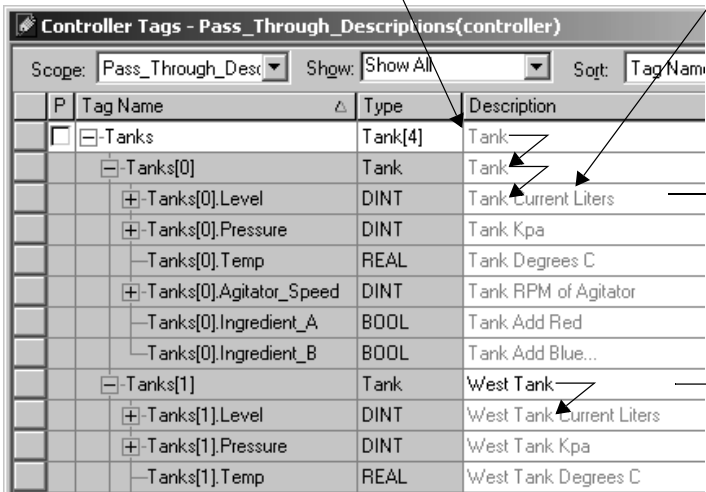 Controller Tags - Pass_Through_Descriptions(controller)
Scope: Pass_Through_Desc Show: Show All Sort: Tag Name
P Tag Name Type Description
Tanks Tank[4] Tank
Tanks[0] Tank Tank
Tanks[0].Level DINT Tank Current Liters
Tanks[0].Pressure DINT Tank Kpa
Tanks[0].Temp REAL Tank Degrees C
Tanks[0].Agitator_Speed DINT Tank RPM of Agitator
Tanks[0].Ingredient_A BOOL Tank Add Red
Tanks[0].Ingredient_B BOOL Tank Add Blue...
Tanks[1] Tank West Tank
Tanks[1].Level DINT West Tank Current Liters
Tanks[1].Pressure DINT West Tank Kpa
Tanks[1].Temp REAL West Tank Degrees C